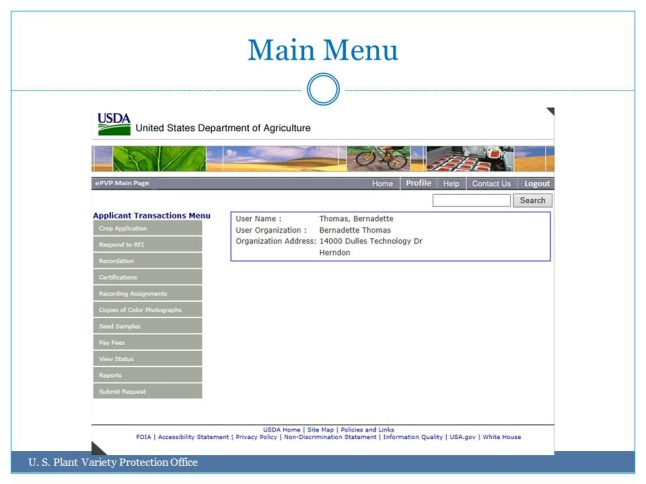 Main Menu
USDA
United States Department of Agriculture
ePVP Main Page
Home | Profile | Help | Contact Us | Logout
Search
Applicant Transactions Menu
Crop Application
Respond to RFI
Recordation
Certifications
Recording Assignments
Copies of Color Photographs
Seed Samples
Pay Fees
View Status
Reports
Submit Request
User Name : Thomas, Bernadette
User Organization : Bernadette Thomas
Organization Address: 14000 Dulles Technology Dr
Herndon
USDA Home | Site Map | Policies and Links
FOIA | Accessibility Statement | Privacy Policy | Non-Discrimination Statement | Information Quality | USA.gov | White House
U. S. Plant Variety Protection Office